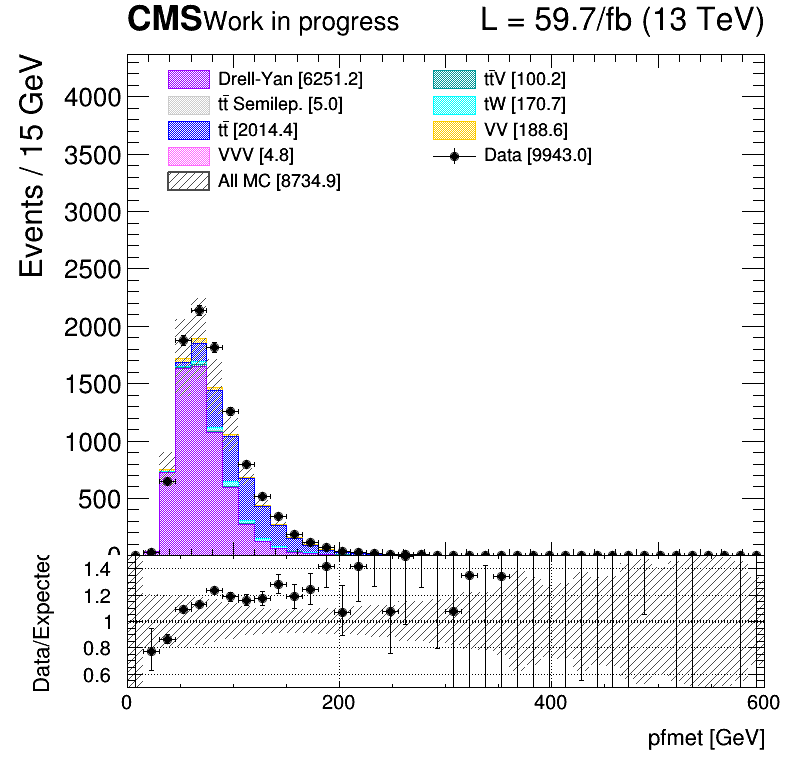 CMS Work in progress L = 59.7/fb (13 TeV)
Events / 15 GeV
4000
3500
3000
2500
2000
1500
1000
500
0
Drell-Yan [6251.2]
tt̄ Semilep. [5.0]
tt̄ [2014.4]
VVV [4.8]
All MC [8734.9]
tt̄V [100.2]
tW [170.7]
VV [188.6]
Data [9943.0]
Data/Expected
1.4
1.2
1
0.8
0.6
0 200 400 600
pfmet [GeV]